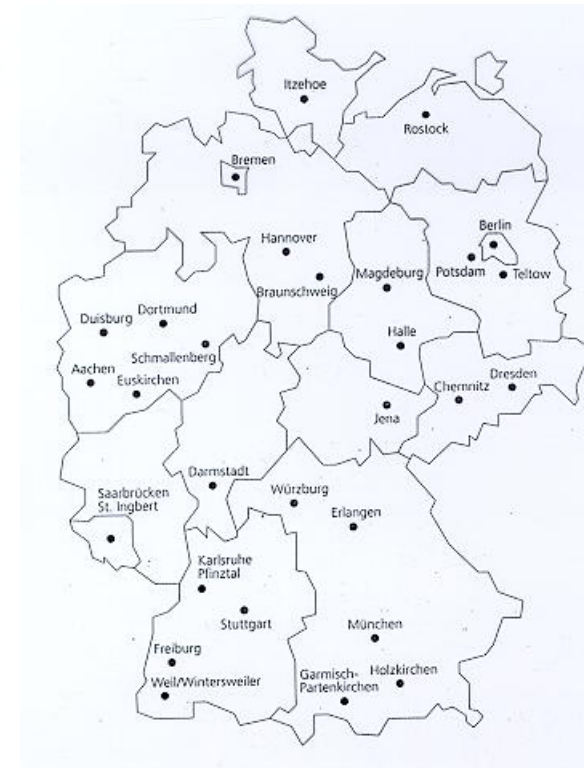 Itzehoe
Rostock
Bremen
Berlin
Hannover
Magdeburg
Potsdam
Teltow
Braunschweig
Duisburg
Dortmund
Halle
Schmallenberg
Aachen
Euskirchen
Chemnitz
Dresden
Jena
Darmstadt
Würzburg
Saarbrücken
St. Ingbert
Erlangen
Karlsruhe
Pfinztal
Stuttgart
München
Freiburg
Weil/Wintersweiler
Garmisch-
Partenkirchen
Holzkirchen